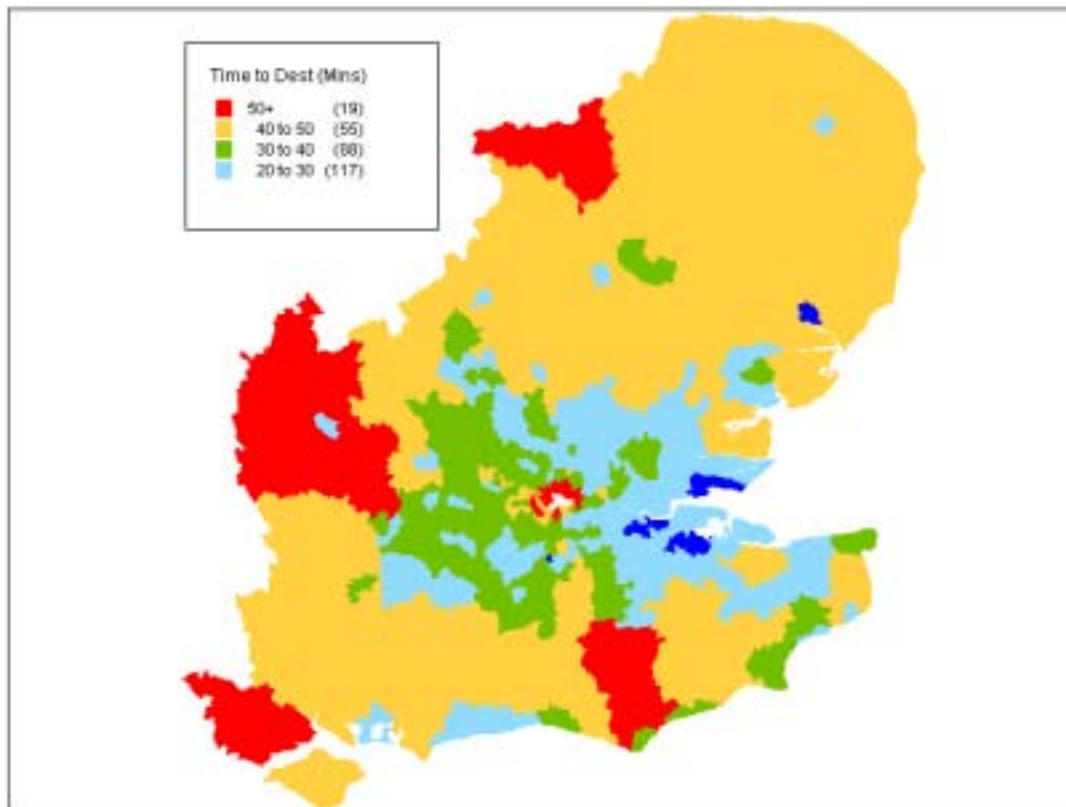 Time to Dest (Mins)
50+ (19)
40 to 50 (55)
30 to 40 (88)
20 to 30 (117)